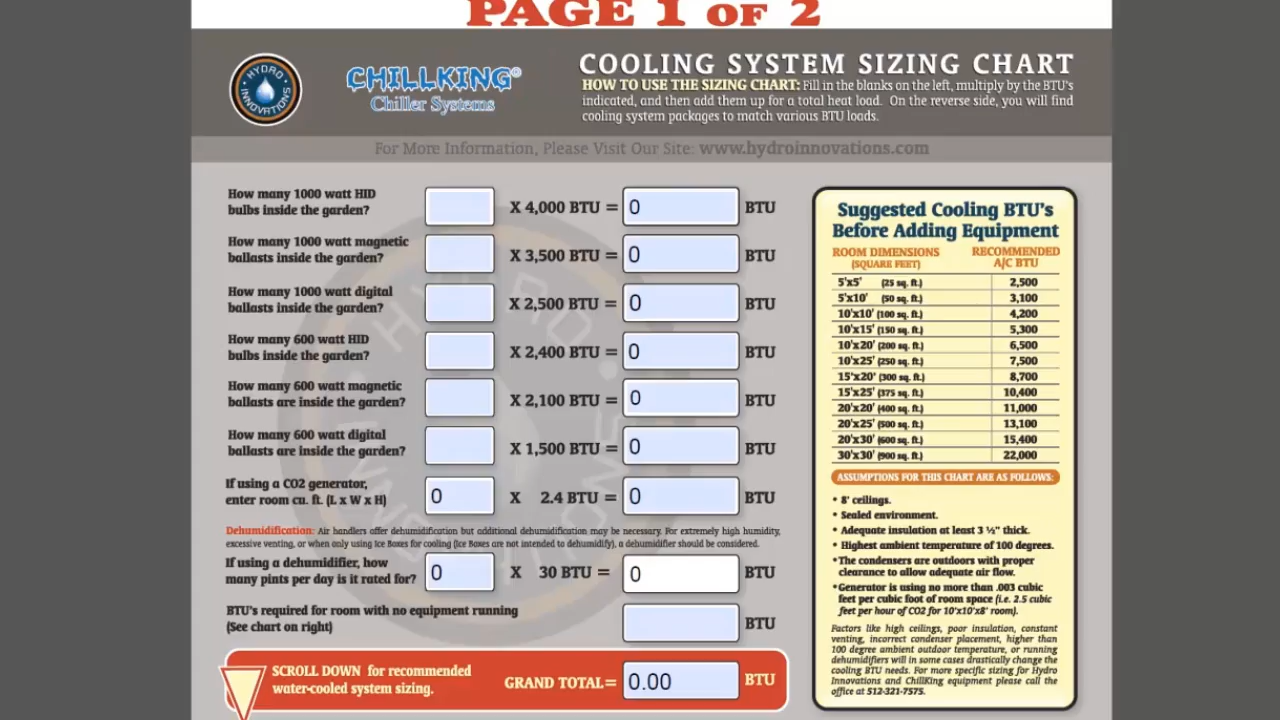 PAGE 1 OF 2
HYDRO INNOVATIONS
CHILLKING®
Chiller Systems
COOLING SYSTEM SIZING CHART
HOW TO USE THE SIZING CHART: Fill in the blanks on the left, multiply by the BTU's
indicated, and then add them up for a total heat load. On the reverse side, you will find
cooling system packages to match various BTU loads.
For More Information, Please Visit Our Site: www.hydroinnovations.com
How many 1000 watt HID
bulbs inside the garden?
X 4,000 BTU = 0 BTU
How many 1000 watt magnetic
ballasts inside the garden?
X 3,500 BTU = 0 BTU
How many 1000 watt digital
ballasts inside the garden?
X 2,500 BTU = 0 BTU
How many 600 watt HID
bulbs inside the garden?
X 2,400 BTU = 0 BTU
How many 600 watt magnetic
ballasts are inside the garden?
X 2,100 BTU = 0 BTU
How many 600 watt digital
ballasts are inside the garden?
X 1,500 BTU = 0 BTU
If using a CO2 generator,
enter room cu. ft. (L x W x H)
0 X 2.4 BTU = 0 BTU
Dehumidification: Air handlers offer dehumidification but additional dehumidification may be necessary. For extremely high humidity,
excessive venting, or when only using Ice Boxes for cooling (Ice Boxes are not intended to dehumidify), a dehumidifier should be considered.
If using a dehumidifier, how
many pints per day is it rated for?
0 X 30 BTU = 0 BTU
BTU's required for room with no equipment running
(See chart on right)
BTU
SCROLL DOWN for recommended
water-cooled system sizing.
GRAND TOTAL= 0.00 BTU
Suggested Cooling BTU's
Before Adding Equipment
ROOM DIMENSIONS
(SQUARE FEET)
RECOMMENDED
A/C BTU
5'x5' (25 sq. ft.) 2,500
5'x10' (50 sq. ft.) 3,100
10'x10' (100 sq. ft.) 4,200
10'x15' (150 sq. ft.) 5,300
10'x20' (200 sq. ft.) 6,500
10'x25' (250 sq. ft.) 7,500
15'x20' (300 sq. ft.) 8,700
15'x25' (375 sq. ft.) 10,400
20'x20' (400 sq. ft.) 11,000
20'x25' (500 sq. ft.) 13,100
20'x30' (600 sq. ft.) 15,400
30'x30' (900 sq. ft.) 22,000
ASSUMPTIONS FOR THIS CHART ARE AS FOLLOWS:
• 8' ceilings.
• Sealed environment.
• Adequate insulation at least 3 ½" thick.
• Highest ambient temperature of 100 degrees.
• The condensers are outdoors with proper
clearance to allow adequate air flow.
• Generator is using no more than .003 cubic
feet per cubic foot of room space (i.e. 2.5 cubic
feet per hour of CO2 for 10'x10'x8' room).
Factors like high ceilings, poor insulation, constant
venting, incorrect condenser placement, higher than
100 degree ambient outdoor temperature, or running
dehumidifiers will in some cases drastically change the
cooling BTU needs. For more specific sizing for Hydro
Innovations and ChillKing equipment please call the
office at 512-321-7575.